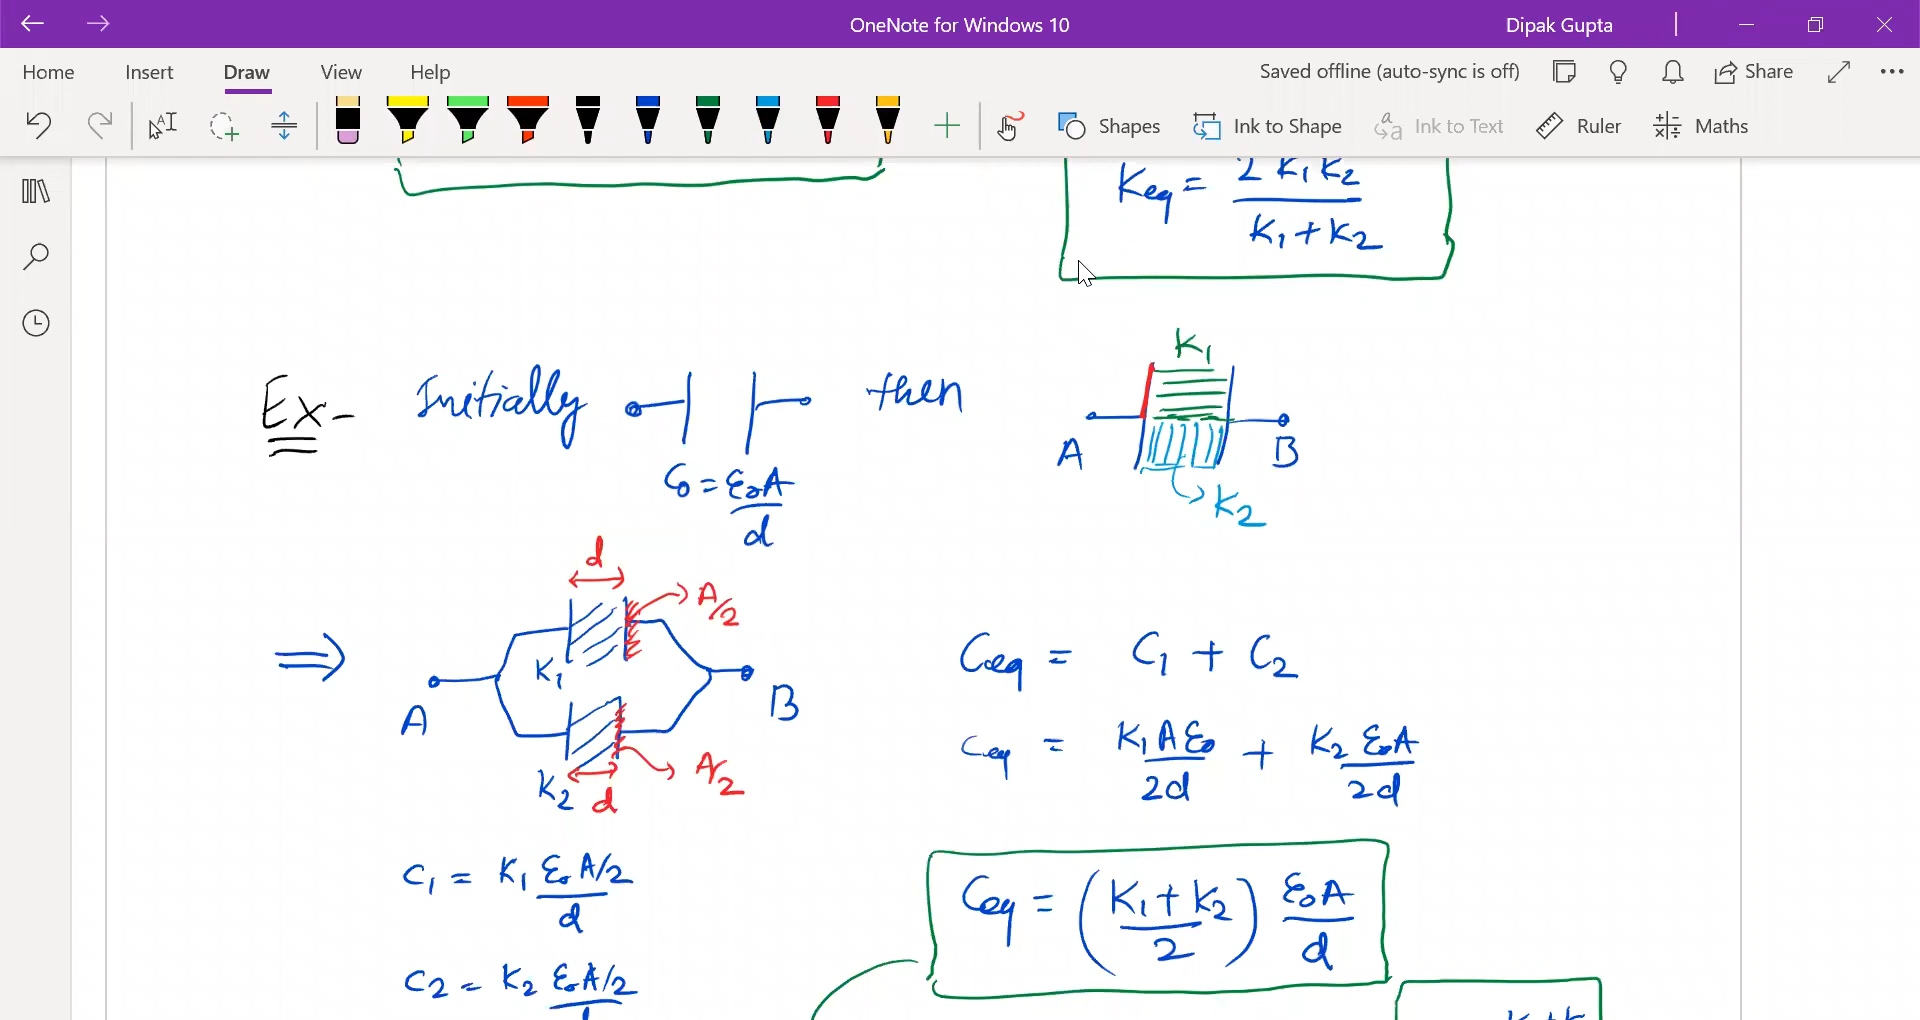 OneNote for Windows 10
Dipak Gupta
Home Insert Draw View Help
Saved offline (auto-sync is off) Share
Shapes Ink to Shape Ink to Text Ruler Maths
Keq = 2 K1 K2 / K1 + K2
Ex- Initially then
K1
A B
K2
C0 = ε0A / d
d
A/2
K1
A B
K2 d A/2
Ceq = C1 + C2
Ceq = K1 A ε0 / 2d + K2 ε0A / 2d
C1 = K1 ε0 A/2 / d
Ceq = (K1 + K2 / 2) ε0A / d
C2 = K2 ε0 A/2